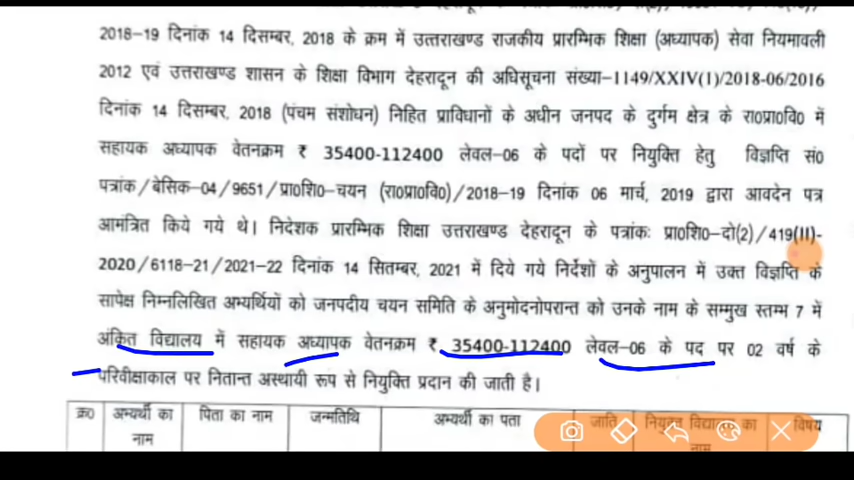 2018-19 दिनांक 14 दिसम्बर, 2018 के क्रम में उत्तराखण्ड राजकीय प्रारम्भिक शिक्षा (अध्यापक) सेवा नियमावली
2012 एवं उत्तराखण्ड शासन के शिक्षा विभाग देहरादून की अधिसूचना संख्या-1149/XXIV(1)/2018-06/2016
दिनांक 14 दिसम्बर, 2018 (पंचम संशोधन) निहित प्राविधानों के अधीन जनपद के दुर्गम क्षेत्र के रा0प्रा0वि0 में
सहायक अध्यापक वेतनक्रम ₹ 35400-112400 लेवल-06 के पदों पर नियुक्ति हेतु विज्ञप्ति सं0
पत्रांक/बेसिक-04/9651/प्रा0शि0-चयन (रा0प्रा0वि0)/2018-19 दिनांक 06 मार्च, 2019 द्वारा आवदेन पत्र
आमंत्रित किये गये थे। निदेशक प्रारम्भिक शिक्षा उत्तराखण्ड देहरादून के पत्रांकः प्रा0शि0-दो(2)/419(II)-
2020/6118-21/2021-22 दिनांक 14 सितम्बर, 2021 में दिये गये निर्देशों के अनुपालन में उक्त विज्ञप्ति के
सापेक्ष निम्नलिखित अभ्यर्थियों को जनपदीय चयन समिति के अनुमोदनोपरान्त को उनके नाम के सम्मुख स्तम्भ 7 में
अंकित विद्यालय में सहायक अध्यापक वेतनक्रम ₹ 35400-112400 लेवल-06 के पद पर 02 वर्ष के
परिवीक्षाकाल पर नितान्त अस्थायी रूप से नियुक्ति प्रदान की जाती है।
क्र0 अभ्यर्थी का पिता का नाम जन्मतिथि अभ्यर्थी का पता जाति नियुक्त विद्यालय का विषय
नाम